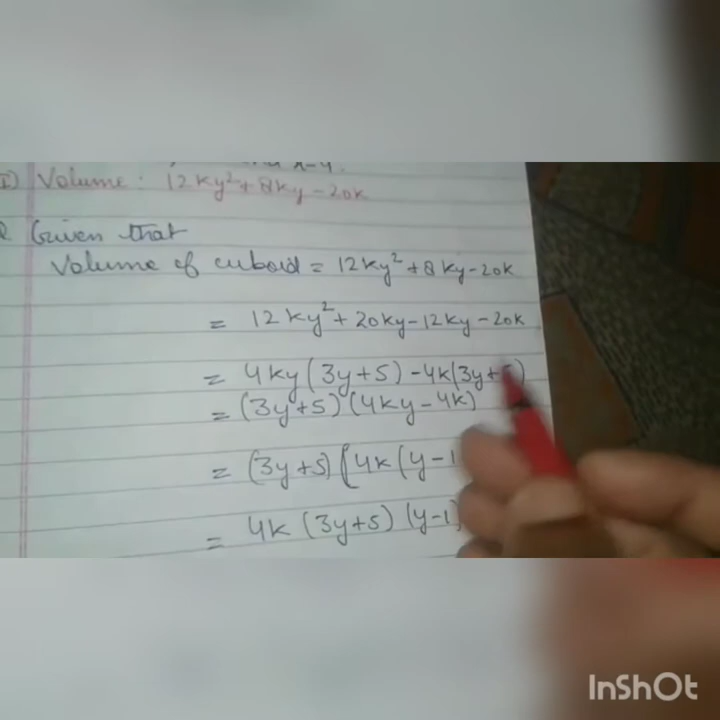 I) Volume : 12ky² + 8ky - 20k
Given that
Volume of cuboid = 12ky² + 8ky - 20k
= 12ky² + 20ky - 12ky - 20k
= 4ky (3y + 5) - 4k (3y + 5)
= (3y + 5) (4ky - 4k)
= (3y + 5) [4k (y - 1
= 4k (3y + 5) (y - 1)
InShOt